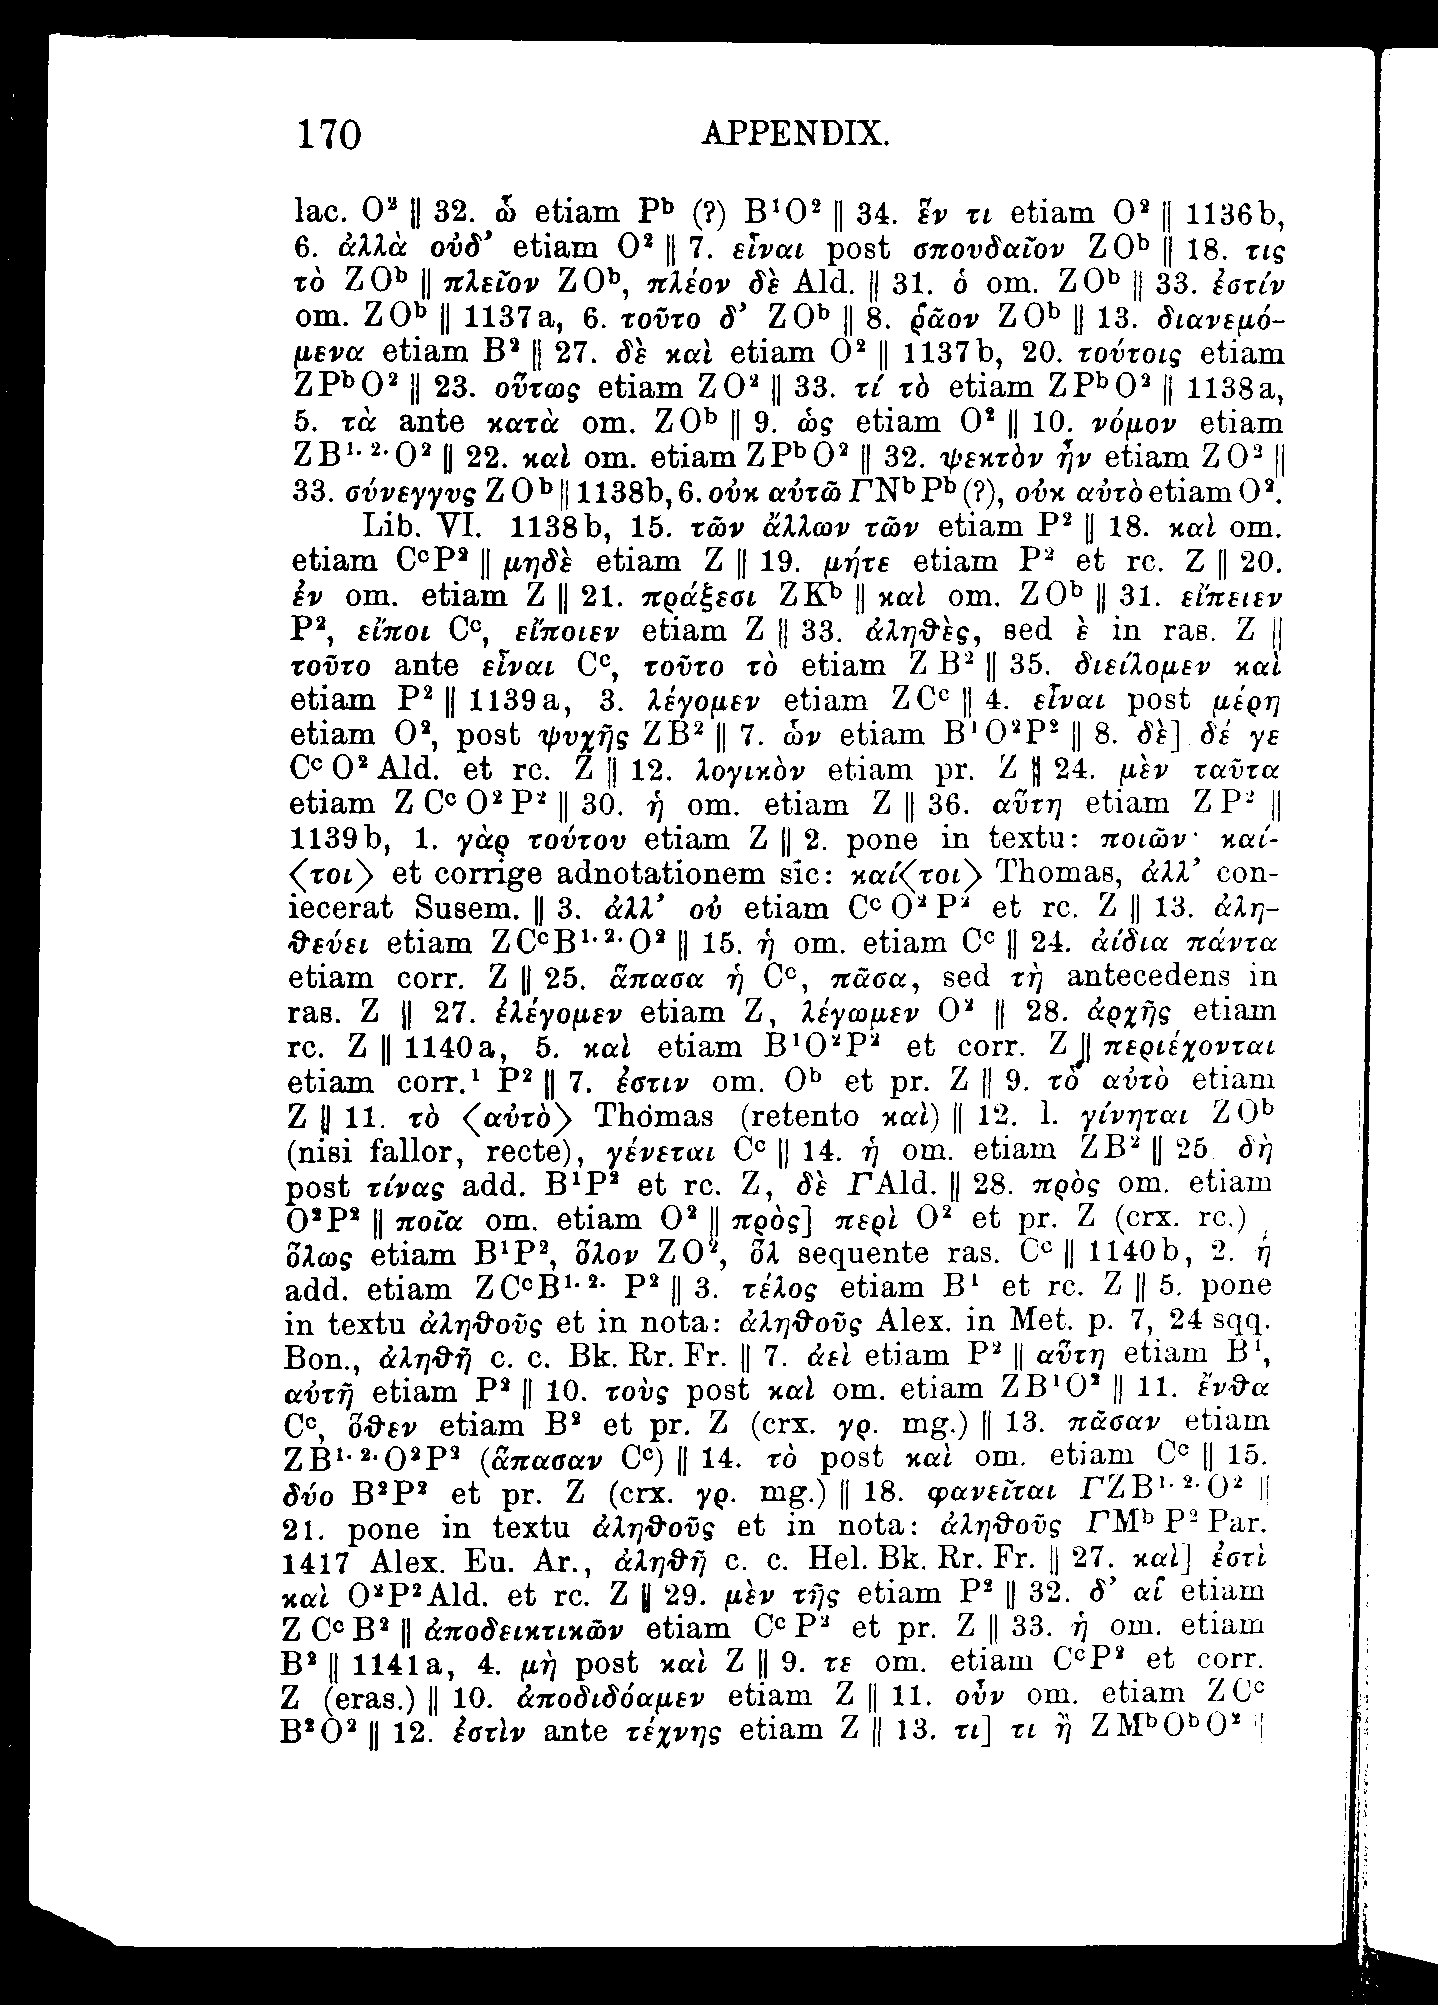 170 APPENDIX.
lac. O² || 32. ᾧ etiam Pᵇ (?) B¹O² || 34. ἕν τι etiam O² || 1136b,
6. ἀλλὰ οὐδ’ etiam O² || 7. εἶναι post σπουδαῖον ZOᵇ || 18. τις
τὸ ZOᵇ || πλεῖον ZOᵇ, πλέον δὲ Ald. || 31. ὁ om. ZOᵇ || 33. ἐστίν
om. ZOᵇ || 1137a, 6. τοῦτο δ’ ZOᵇ || 8. ῥᾶον ZOᵇ || 13. διανεμό-
μενα etiam B² || 27. δὲ καὶ etiam O² || 1137b, 20. τούτοις etiam
ZPᵇO² || 23. οὕτως etiam ZO² || 33. τί τὸ etiam ZPᵇO² || 1138a,
5. τὰ ante κατὰ om. ZOᵇ || 9. ὡς etiam O² || 10. νόμον etiam
ZB¹·²·O² || 22. καὶ om. etiam ZPᵇO² || 32. ψεκτὸν ἦν etiam ZO² ||
33. σύνεγγυς ZOᵇ || 1138b, 6. οὐκ αὐτῶ ΓNᵇPᵇ(?), οὐκ αὐτὸ etiam O².
Lib. VI. 1138b, 15. τῶν ἄλλων τῶν etiam P² || 18. καὶ om.
etiam CᶜP² || μηδὲ etiam Z || 19. μήτε etiam P² et rc. Z || 20.
ἐν om. etiam Z || 21. πράξεσι ZKᵇ || καὶ om. ZOᵇ || 31. εἴπειεν
P², εἴποι Cᶜ, εἴποιεν etiam Z || 33. ἀληθὲς, sed ὲ in ras. Z ||
τοῦτο ante εἶναι Cᶜ, τοῦτο τὸ etiam Z B² || 35. διείλομεν καὶ
etiam P² || 1139a, 3. λέγομεν etiam ZCᶜ || 4. εἶναι post μέρη
etiam O², post ψυχῆς ZB² || 7. ὧν etiam B¹O²P² || 8. δὲ] δέ γε
CᶜO² Ald. et rc. Z || 12. λογικὸν etiam pr. Z || 24. μὲν ταῦτα
etiam Z Cᶜ O² P² || 30. ἡ om. etiam Z || 36. αὕτη etiam ZP² ||
1139b, 1. γὰρ τούτου etiam Z || 2. pone in textu: ποιῶν· καί-
⟨τοι⟩ et corrige adnotationem sic: καί⟨τοι⟩ Thomas, ἀλλ’ con-
iecerat Susem. || 3. ἀλλ’ οὐ etiam Cᶜ O² P² et rc. Z || 13. ἀλη-
θεύει etiam ZCᶜB¹·²·O² || 15. ἡ om. etiam Cᶜ || 24. ἀίδια πάντα
etiam corr. Z || 25. ἅπασα ἡ Cᶜ, πᾶσα, sed τὴ antecedens in
ras. Z || 27. ἐλέγομεν etiam Z, λέγωμεν O² || 28. ἀρχῆς etiam
rc. Z || 1140a, 5. καὶ etiam B¹O²P² et corr. Z || περιέχονται
etiam corr.¹ P² || 7. ἐστιν om. Oᵇ et pr. Z || 9. τὸ αὐτὸ etiam
Z || 11. τὸ ⟨αὐτὸ⟩ Thomas (retento καὶ) || 12. l. γίνηται ZOᵇ
(nisi fallor, recte), γένεται Cᶜ || 14. ἡ om. etiam ZB² || 25 δὴ
post τίνας add. B¹P² et rc. Z, δὲ ΓAld. || 28. πρὸς om. etiam
O²P² || ποῖα om. etiam O² || πρὸς] περὶ O² et pr. Z (crx. rc.)
ὅλως etiam B¹P², ὅλον ZO², ὅλ sequente ras. Cᶜ || 1140b, 2. ἢ
add. etiam ZCᶜB¹·²· P² || 3. τέλος etiam B¹ et rc. Z || 5. pone
in textu ἀληθοῦς et in nota: ἀληθοῦς Alex. in Met. p. 7, 24 sqq.
Bon., ἀληθῆ c. c. Bk. Rr. Fr. || 7. ἀεὶ etiam P² || αὕτη etiam B¹,
αὐτῆ etiam P² || 10. τοὺς post καὶ om. etiam ZB¹O² || 11. ἔνθα
Cᶜ, ὅθεν etiam B² et pr. Z (crx. γρ. mg.) || 13. πᾶσαν etiam
ZB¹·²·O²P² (ἅπασαν Cᶜ) || 14. τὸ post καὶ om. etiam Cᶜ || 15.
δύο B²P² et pr. Z (crx. γρ. mg.) || 18. φανεῖται ΓZB¹·²·O² ||
21. pone in textu ἀληθοῦς et in nota: ἀληθοῦς ΓMᵇ P² Par.
1417 Alex. Eu. Ar., ἀληθῆ c. c. Hel. Bk. Rr. Fr. || 27. καὶ] ἐστὶ
καὶ O²P²Ald. et rc. Z || 29. μὲν τῆς etiam P² || 32. δ’ αἱ etiam
Z CᶜB² || ἀποδεικτικῶν etiam CᶜP² et pr. Z || 33. ἡ om. etiam
B² || 1141a, 4. μὴ post καὶ Z || 9. τε om. etiam CᶜP² et corr.
Z (eras.) || 10. ἀποδιδόαμεν etiam Z || 11. οὖν om. etiam ZCᶜ
B²O² || 12. ἐστὶν ante τέχνης etiam Z || 13. τι] τι ἢ ZMᵇOᵇO² ||